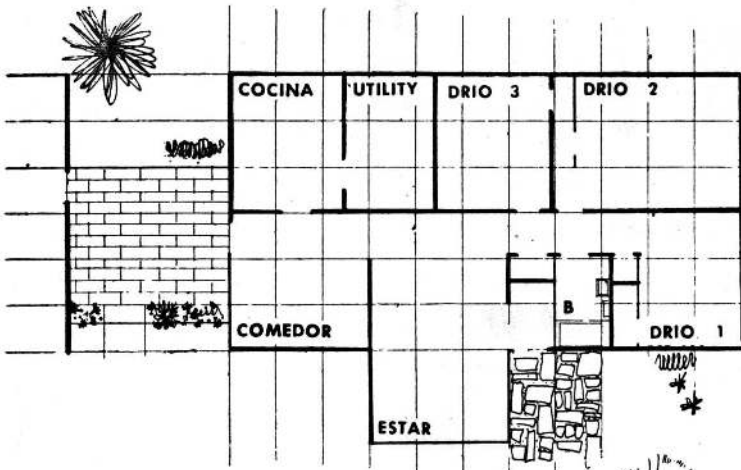 COCINA
UTILITY
DRIO 3
DRIO 2
B
COMEDOR
DRIO 1
ESTAR